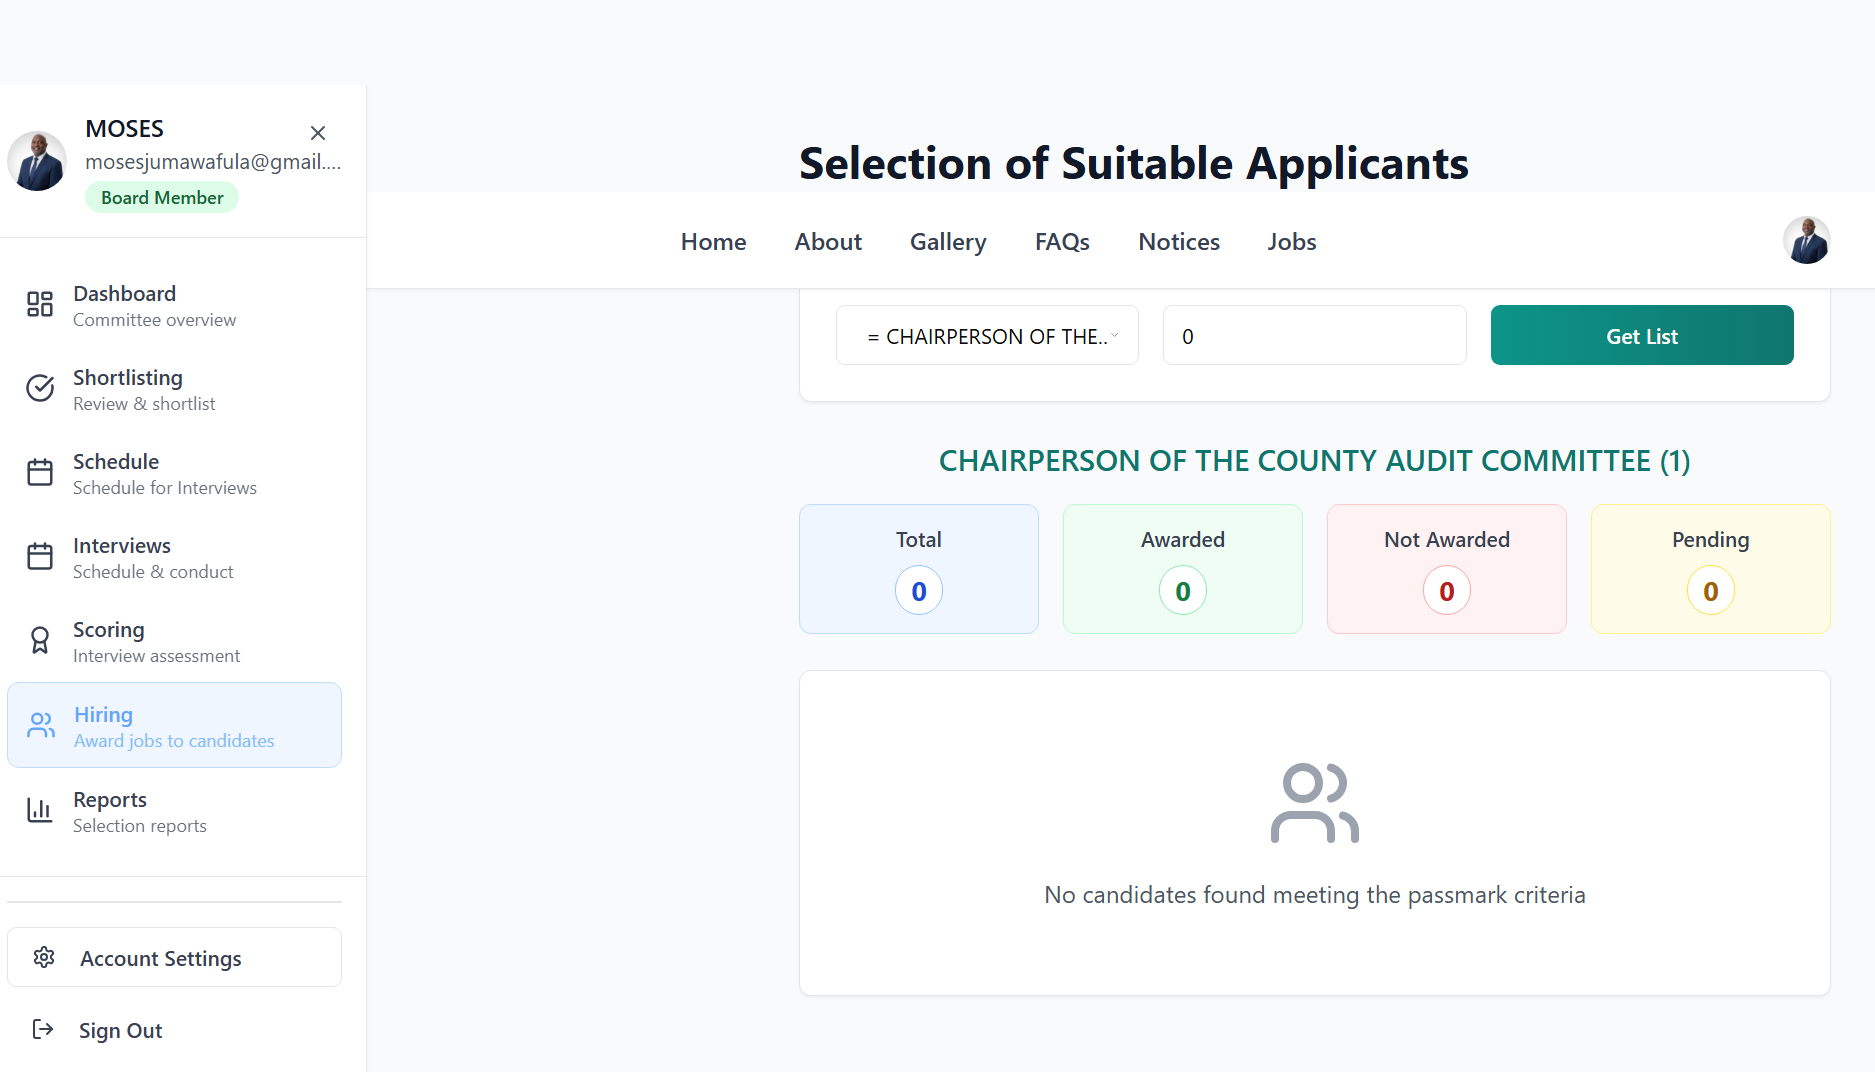 MOSES
mosesjumawafula@gmail....
Board Member
Dashboard
Committee overview
Shortlisting
Review & shortlist
Schedule
Schedule for Interviews
Interviews
Schedule & conduct
Scoring
Interview assessment
Hiring
Award jobs to candidates
Reports
Selection reports
Account Settings
Sign Out
Selection of Suitable Applicants
Home About Gallery FAQs Notices Jobs
= CHAIRPERSON OF THE.. 0 Get List
CHAIRPERSON OF THE COUNTY AUDIT COMMITTEE (1)
Total Awarded Not Awarded Pending
0 0 0 0
No candidates found meeting the passmark criteria